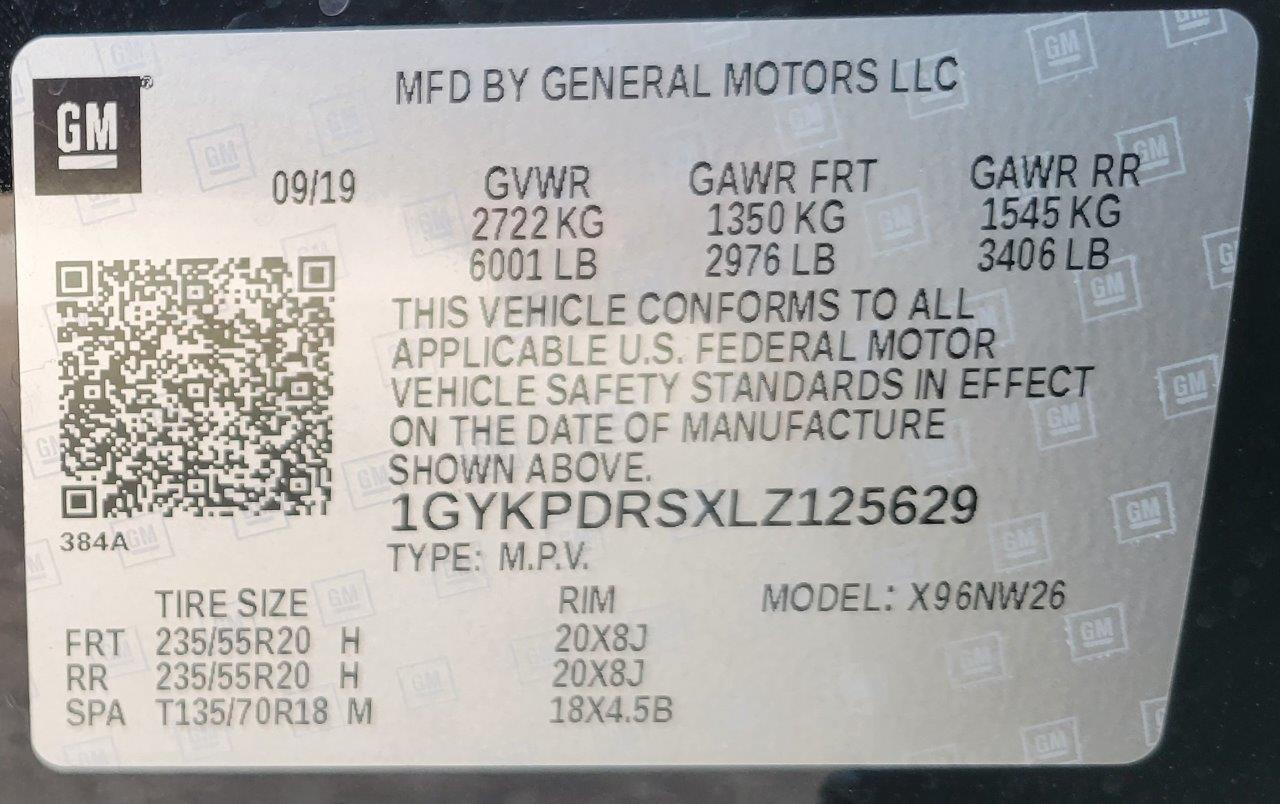 GM®
MFD BY GENERAL MOTORS LLC
09/19 GVWR GAWR FRT GAWR RR
2722 KG 1350 KG 1545 KG
6001 LB 2976 LB 3406 LB
THIS VEHICLE CONFORMS TO ALL
APPLICABLE U.S. FEDERAL MOTOR
VEHICLE SAFETY STANDARDS IN EFFECT
ON THE DATE OF MANUFACTURE
SHOWN ABOVE.
1GYKPDRSXLZ125629
384A
TYPE: M.P.V.
TIRE SIZE RIM MODEL: X96NW26
FRT 235/55R20 H 20X8J
RR 235/55R20 H 20X8J
SPA T135/70R18 M 18X4.5B